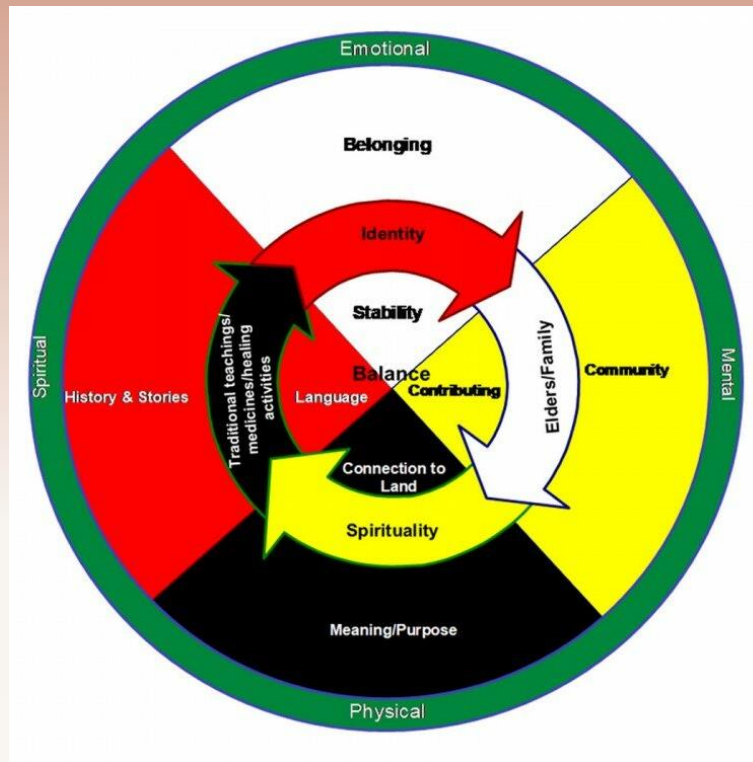 Emotional
Belonging
Identity
Stability
Balance
Spiritual
History & Stories
Traditional teachings/
medicines/healing
activities
Language
Contributing
Elders/Family
Community
Mental
Connection to
Land
Spirituality
Meaning/Purpose
Physical